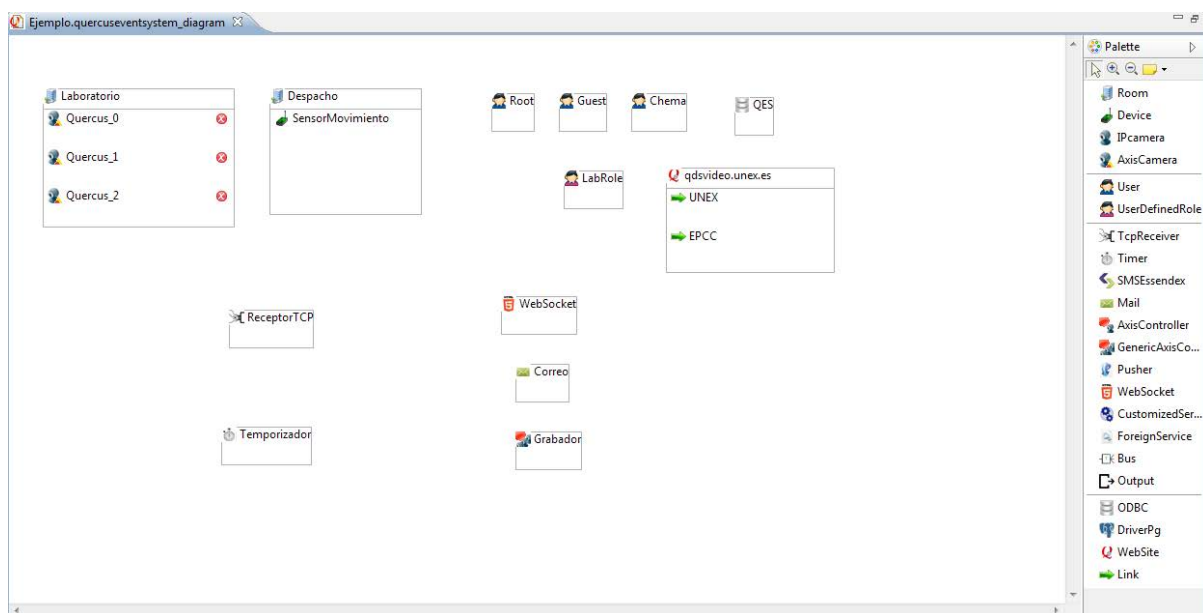 Ejemplo.quercuseventsystem_diagram
Laboratorio
Quercus_0
Quercus_1
Quercus_2
Despacho
SensorMovimiento
Root
Guest
Chema
QES
LabRole
qdsvideo.unex.es
UNEX
EPCC
ReceptorTCP
WebSocket
Correo
Temporizador
Grabador
Palette
Room
Device
IPcamera
AxisCamera
User
UserDefinedRole
TcpReceiver
Timer
SMSEssendex
Mail
AxisController
GenericAxisCo...
Pusher
WebSocket
CustomizedSer...
ForeignService
Bus
Output
ODBC
DriverPg
WebSite
Link